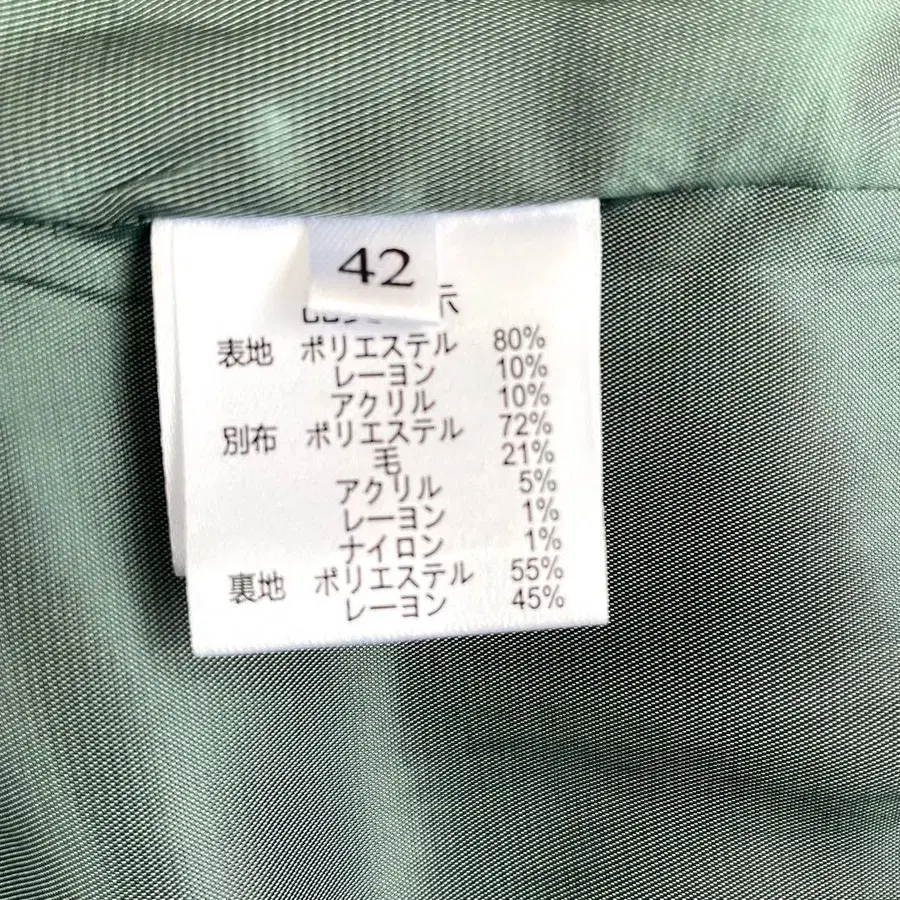 42
示
表地 ポリエステル 80%
レーヨン 10%
アクリル 10%
別布 ポリエステル 72%
毛 21%
アクリル 5%
レーヨン 1%
ナイロン 1%
裏地 ポリエステル 55%
レーヨン 45%